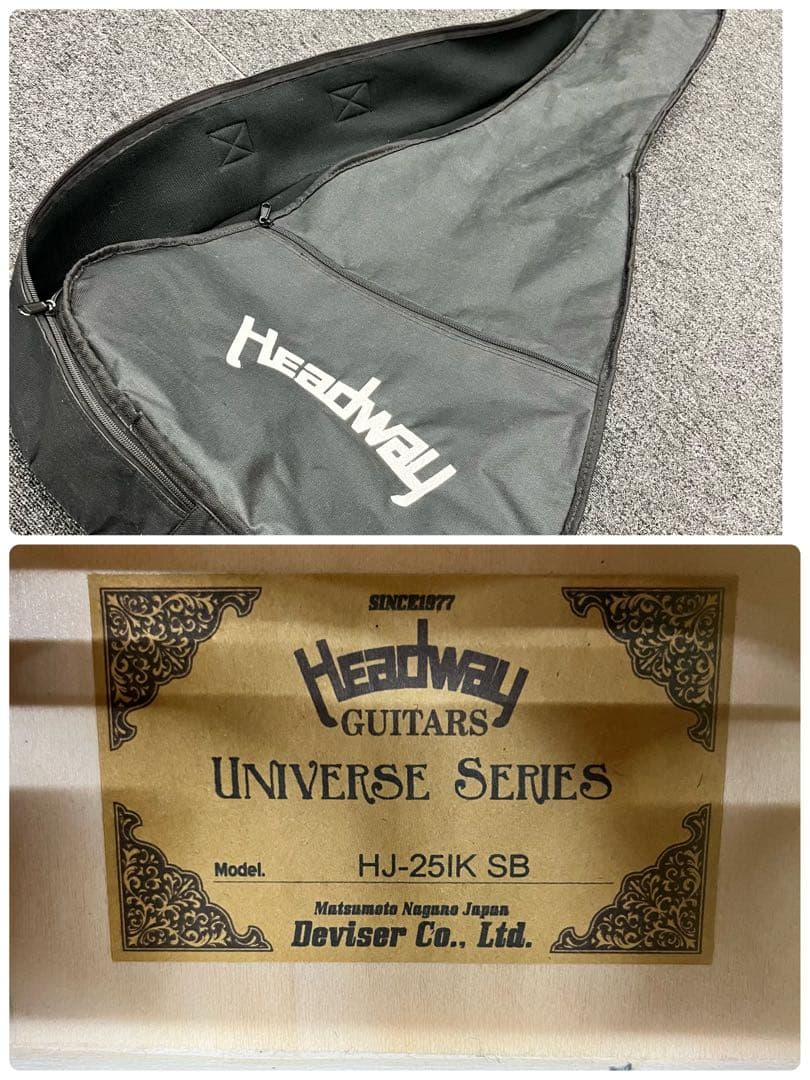 Headway
SINCE1977
Headway
GUITARS
UNIVERSE SERIES
Model. HJ-25IK SB
Matsumoto Nagano Japan
Deviser Co., Ltd.